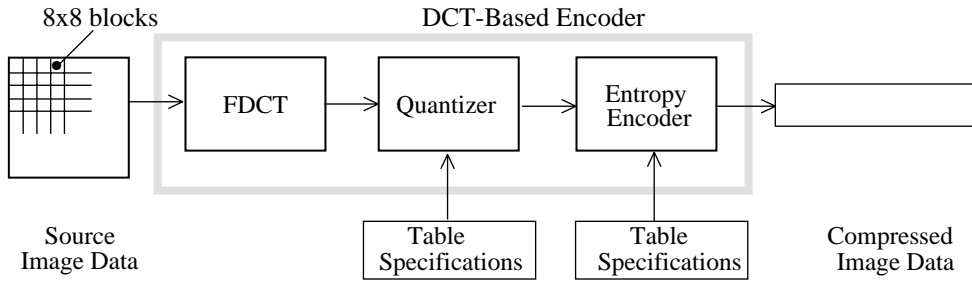 8x8 blocks
DCT-Based Encoder
FDCT
Quantizer
Entropy
Encoder
Source
Image Data
Table
Specifications
Table
Specifications
Compressed
Image Data